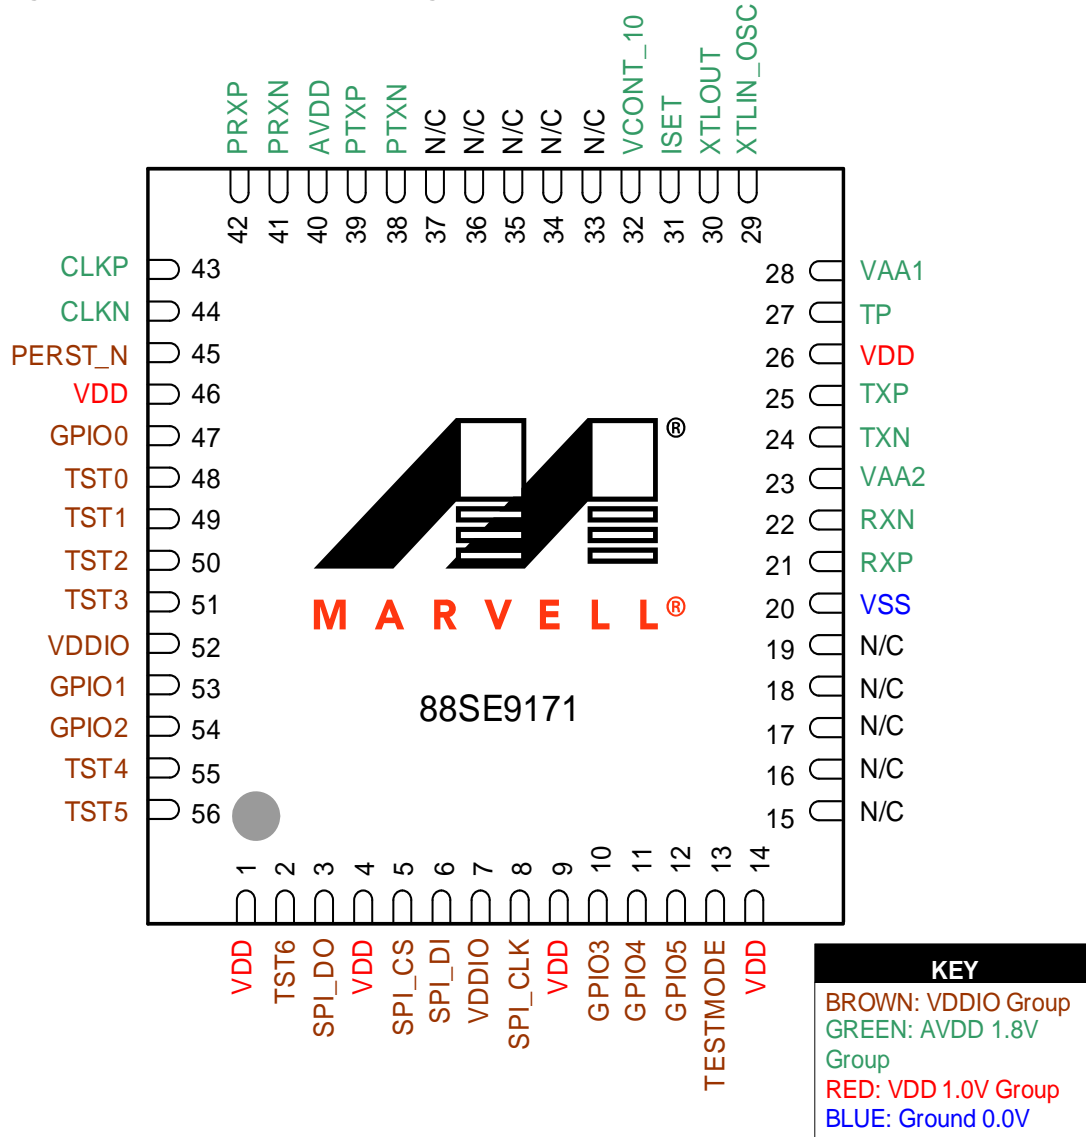 PRXP
PRXN
AVDD
PTXP
PTXN
N/C
N/C
N/C
N/C
N/C
VCONT_10
ISET
XTLOUT
XTLIN_OSC
42
41
40
39
38
37
36
35
34
33
32
31
30
29
CLKP 43
CLKN 44
PERST_N 45
VDD 46
GPIO0 47
TST0 48
TST1 49
TST2 50
TST3 51
VDDIO 52
GPIO1 53
GPIO2 54
TST4 55
TST5 56
28 VAA1
27 TP
26 VDD
25 TXP
24 TXN
23 VAA2
22 RXN
21 RXP
20 VSS
19 N/C
18 N/C
17 N/C
16 N/C
15 N/C
®
MARVELL®
88SE9171
1
2
3
4
5
6
7
8
9
10
11
12
13
14
VDD
TST6
SPI_DO
VDD
SPI_CS
SPI_DI
VDDIO
SPI_CLK
VDD
GPIO3
GPIO4
GPIO5
TESTMODE
VDD
KEY
BROWN: VDDIO Group
GREEN: AVDD 1.8V
Group
RED: VDD 1.0V Group
BLUE: Ground 0.0V